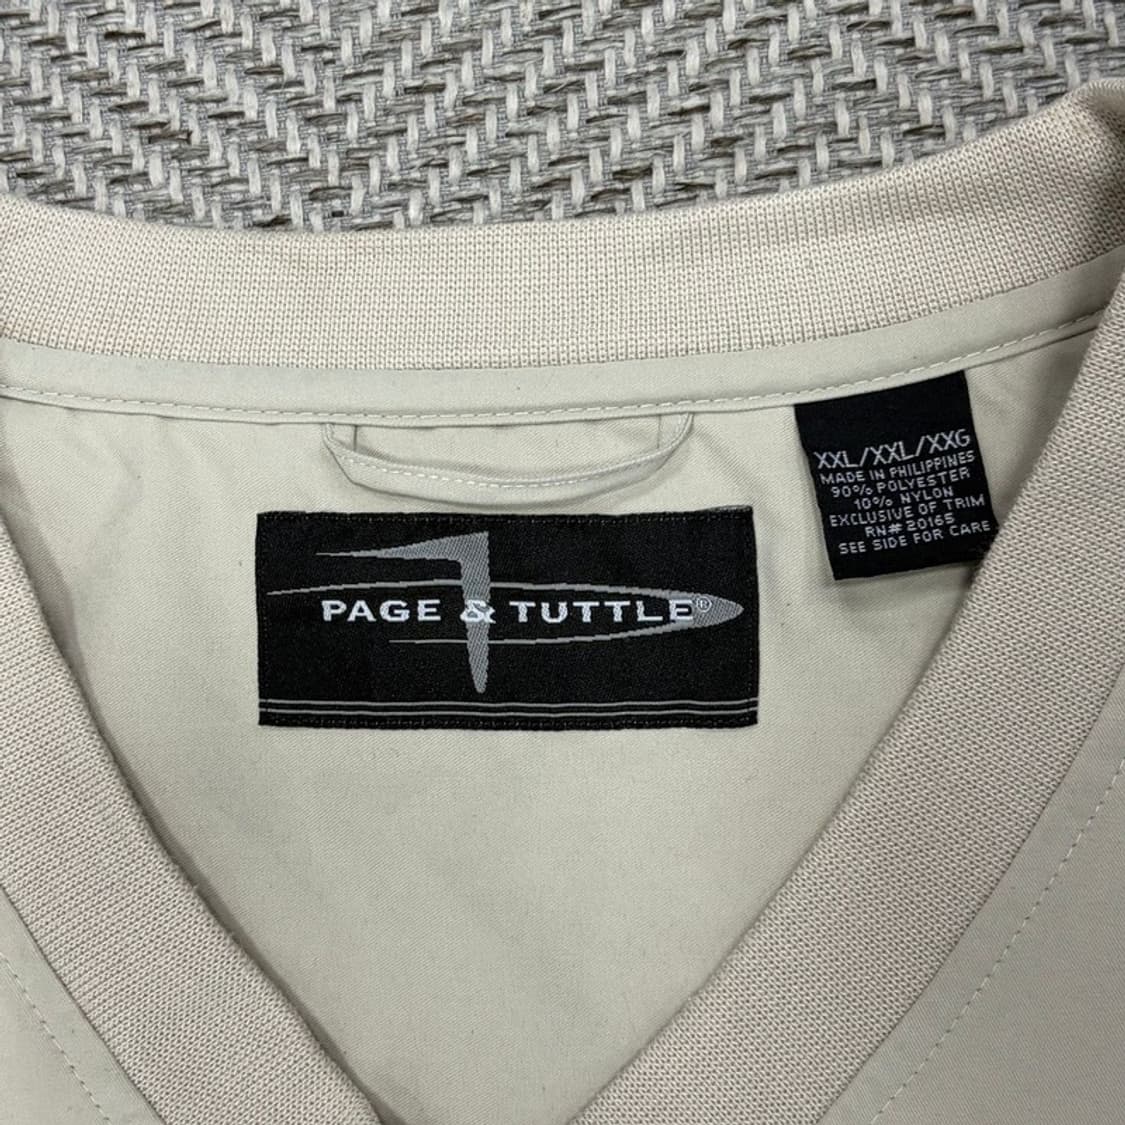 PAGE & TUTTLE®
XXL/XXL/XXG
MADE IN PHILIPPINES
90% POLYESTER
10% NYLON
EXCLUSIVE OF TRIM
RN# 20165
SEE SIDE FOR CARE